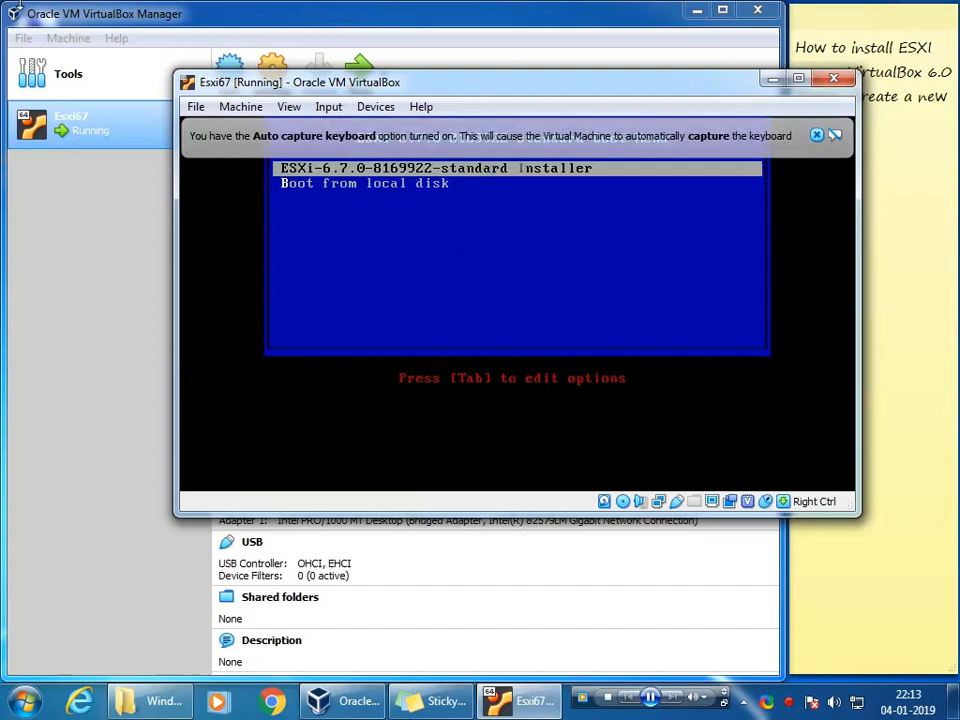 Oracle VM VirtualBox Manager
File Machine Help
How to install ESXI
VirtualBox 6.0
reate a new
Tools
Esxi67 [Running] - Oracle VM VirtualBox
64
Esxi67
Running
File Machine View Input Devices Help
You have the Auto capture keyboard option turned on. This will cause the Virtual Machine to automatically capture the keyboard
ESXi-6.7.0-8169922-standard Installer
Boot from local disk
Press [Tab] to edit options
Right Ctrl
Adapter 1: Intel PRO/1000 MT Desktop (Bridged Adapter, Intel(R) 82579LM Gigabit Network Connection)
USB
USB Controller: OHCI, EHCI
Device Filters: 0 (0 active)
Shared folders
None
Description
None
Wind...
Oracle...
Sticky...
64
Esxi67...
22:13
04-01-2019